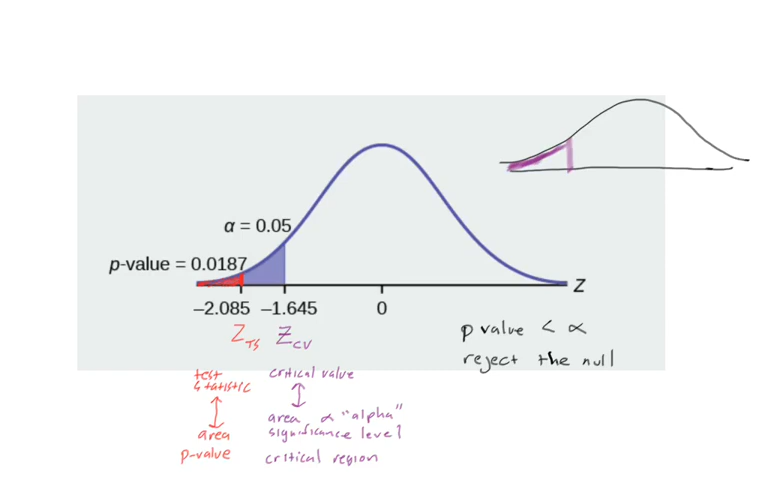 α = 0.05
p-value = 0.0187
Z
−2.085 −1.645 0
Z_TS Z_CV
p value < α
reject the null
test
statistic
area
p-value
critical value
area α "alpha"
significance level
critical region